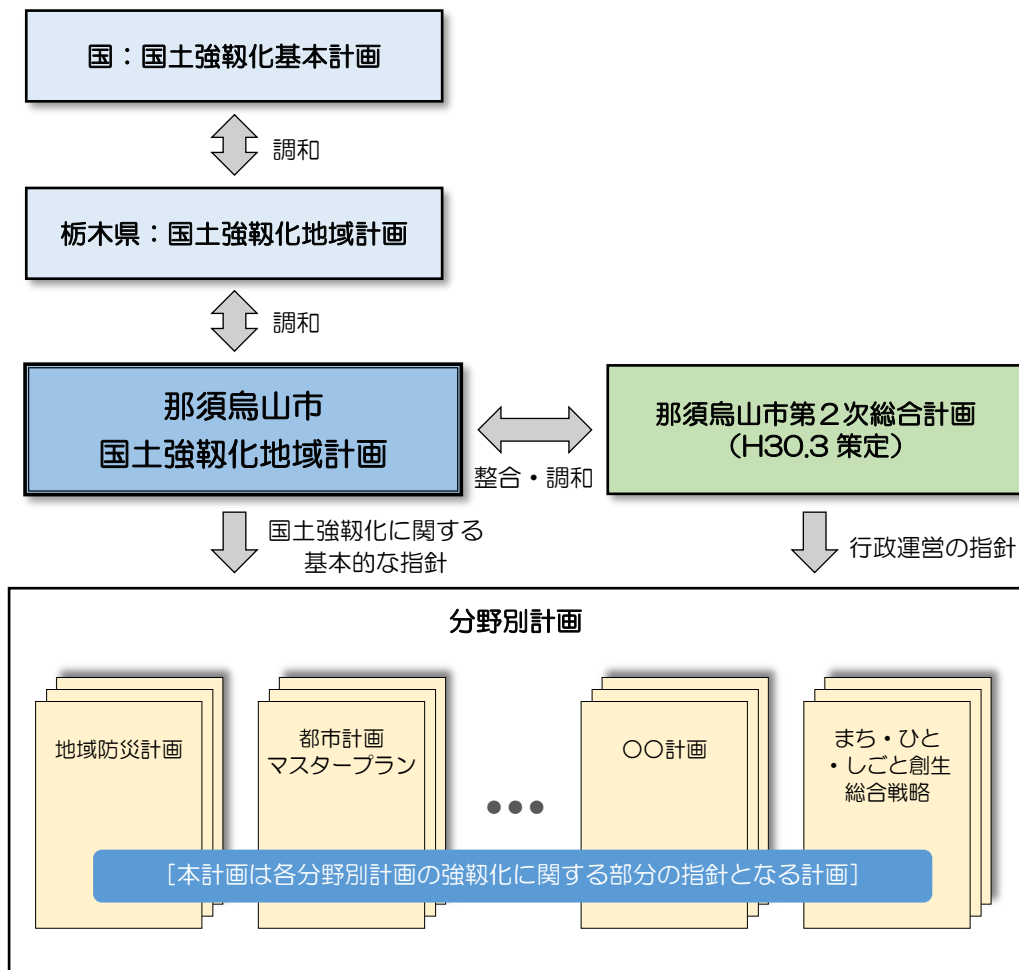 国：国土強靱化基本計画
調和
栃木県：国土強靱化地域計画
調和
那須烏山市
国土強靱化地域計画
整合・調和
那須烏山市第２次総合計画
（H30.3 策定）
国土強靱化に関する
基本的な指針
行政運営の指針
分野別計画
地域防災計画
都市計画
マスタープラン
●●●
〇〇計画
まち・ひと
・しごと創生
総合戦略
［本計画は各分野別計画の強靱化に関する部分の指針となる計画］